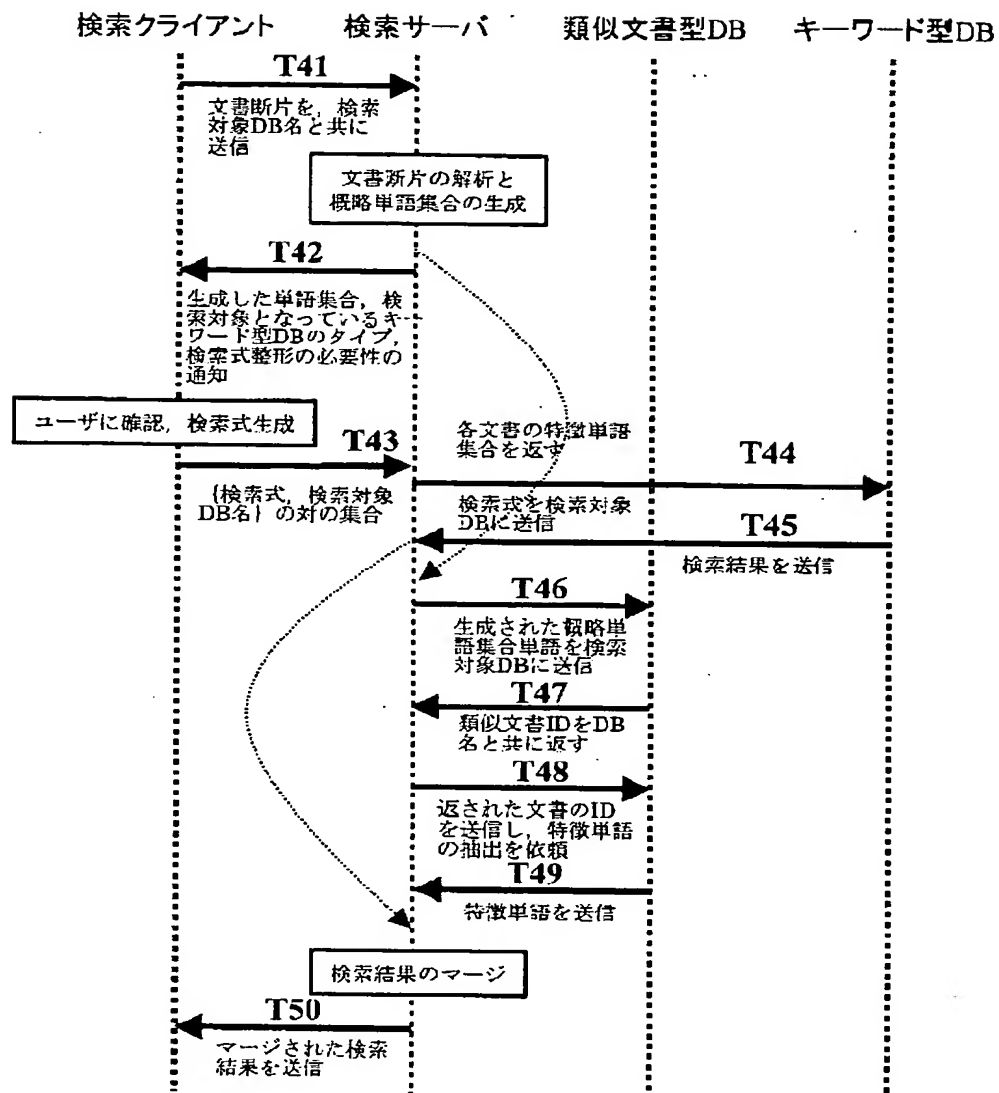 検索クライアント 検索サーバ 類似文書型DB キーワード型DB
T41
文書断片を，検索
対象DB名と共に
送信
文書断片の解析と
概略単語集合の生成
T42
生成した単語集合，検
索対象となっているキー
ワード型DBのタイプ，
検索式整形の必要性の
通知
ユーザに確認，検索式生成
T43
{検索式，検索対象
DB名}の対の集合
各文書の特徴単語
集合を返す
T44
検索式を検索対象
DBに送信
T45
検索結果を送信
T46
生成された概略単
語集合単語を検索
対象DBに送信
T47
類似文書IDをDB
名と共に返す
T48
返された文書のID
を送信し，特徴単語
の抽出を依頼
T49
特徴単語を送信
検索結果のマージ
T50
マージされた検索
結果を送信